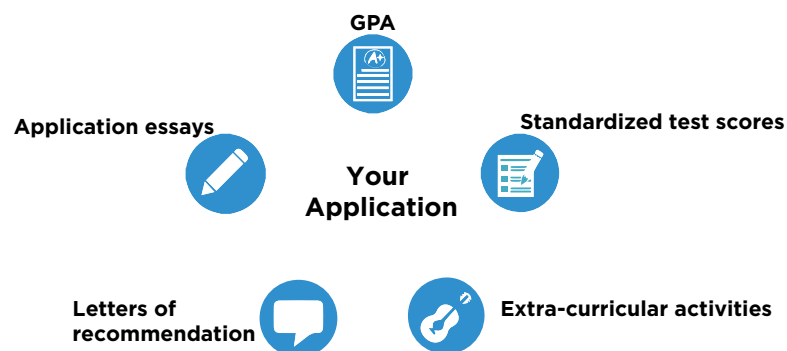 GPA
A+
Application essays
Standardized test scores
Your
Application
Letters of
recommendation
Extra-curricular activities